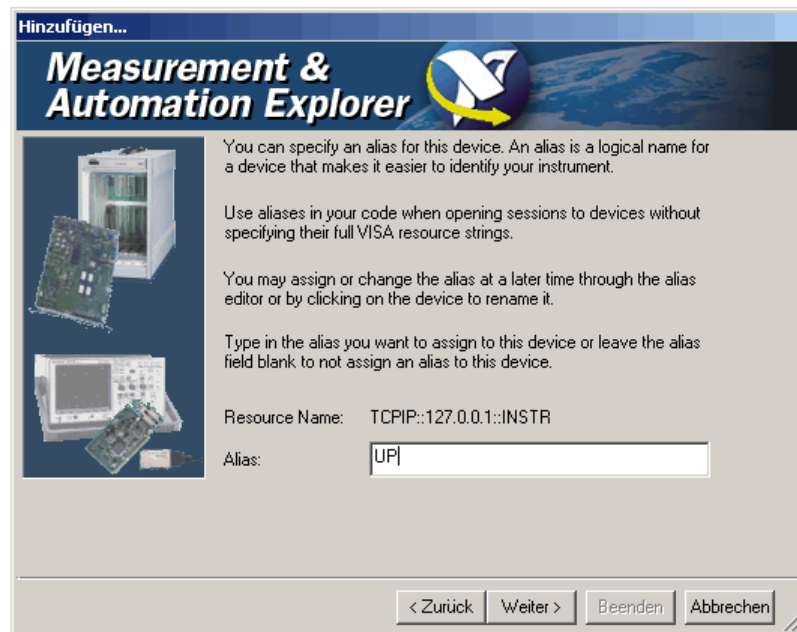 Hinzufügen...
Measurement &
Automation Explorer
You can specify an alias for this device. An alias is a logical name for
a device that makes it easier to identify your instrument.
Use aliases in your code when opening sessions to devices without
specifying their full VISA resource strings.
You may assign or change the alias at a later time through the alias
editor or by clicking on the device to rename it.
Type in the alias you want to assign to this device or leave the alias
field blank to not assign an alias to this device.
Resource Name: TCPIP::127.0.0.1::INSTR
Alias: UP
< Zurück Weiter > Beenden Abbrechen